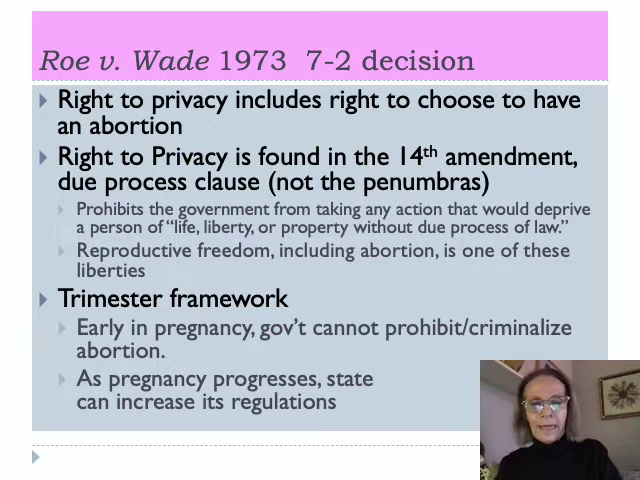 Roe v. Wade 1973 7-2 decision
Right to privacy includes right to choose to have
an abortion
Right to Privacy is found in the 14th amendment,
due process clause (not the penumbras)
Prohibits the government from taking any action that would deprive
a person of “life, liberty, or property without due process of law.”
Reproductive freedom, including abortion, is one of these
liberties
Trimester framework
Early in pregnancy, gov’t cannot prohibit/criminalize
abortion.
As pregnancy progresses, state
can increase its regulations